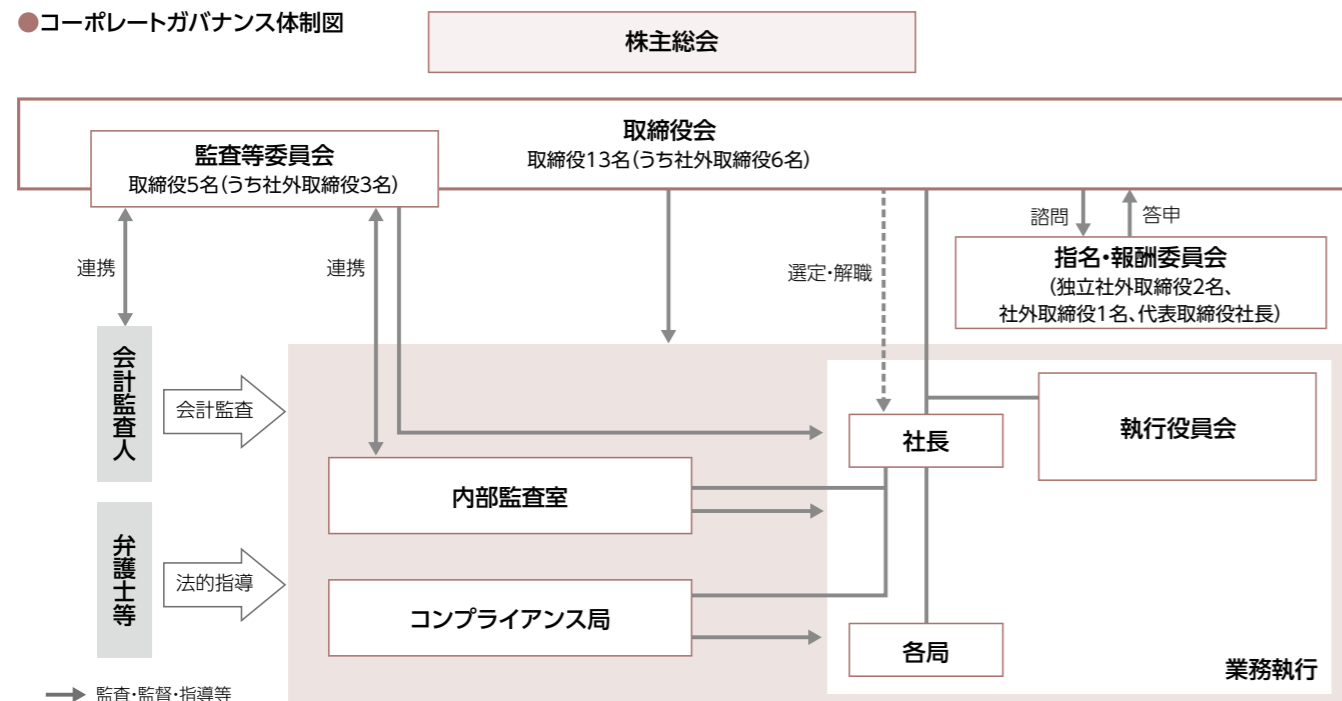 ●コーポレートガバナンス体制図
株主総会
取締役会
取締役13名(うち社外取締役6名)
監査等委員会
取締役5名(うち社外取締役3名)
連携
連携
選定・解職
諮問
答申
指名・報酬委員会
(独立社外取締役2名、
社外取締役1名、代表取締役社長)
会計監査人
会計監査
社長
執行役員会
内部監査室
弁護士等
法的指導
コンプライアンス局
各局
業務執行
監査・監督・指導等